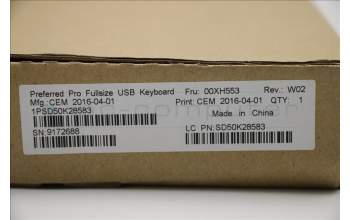 Preferred Pro Fullsize USB Keyboard Fru: 00XH553 Rev.: W02
Mfg.:CEM 2016-04-01 Print: CEM 2016-04-01 QTY: 1
1PSD50K28583 Made in China
SN:9172688 LC PN:SD50K28583